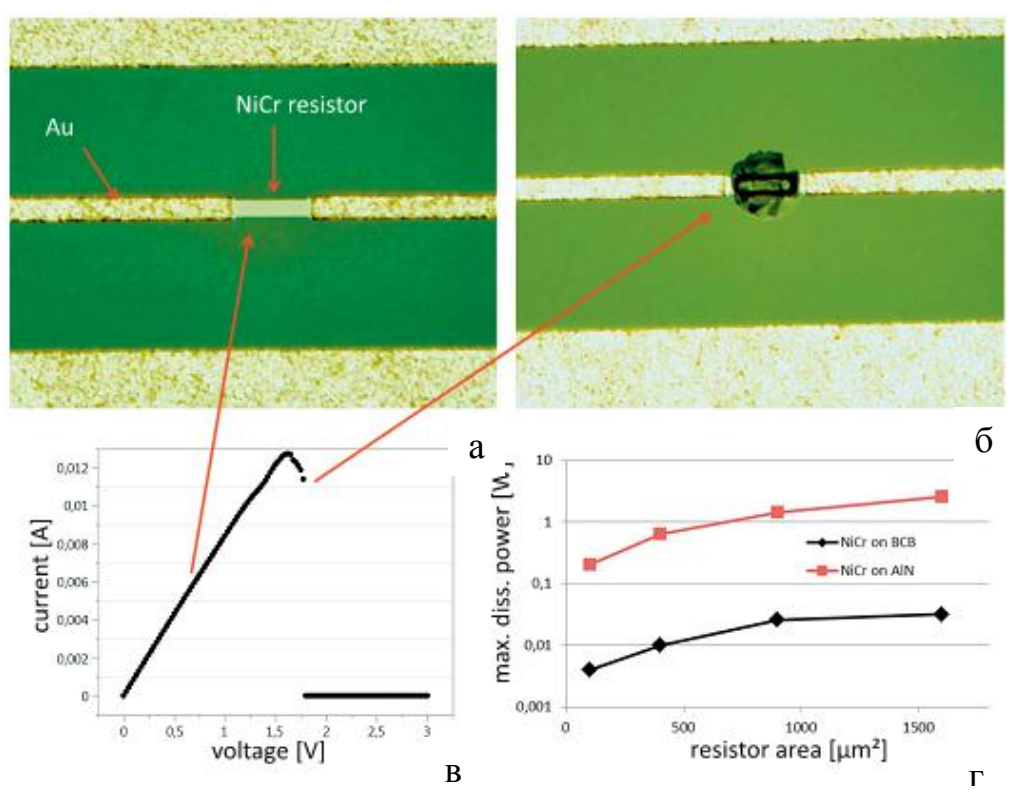 NiCr resistor
Au
а
б
0,012
0,01
0,008
0,006
0,004
0,002
0
current [A]
0 0,5 1 1,5 2 2,5 3
voltage [V]
в
max. diss. power [W]
10
1
0,1
0,01
0,001
NiCr on BCB
NiCr on AlN
0 500 1000 1500
resistor area [µm²]
г